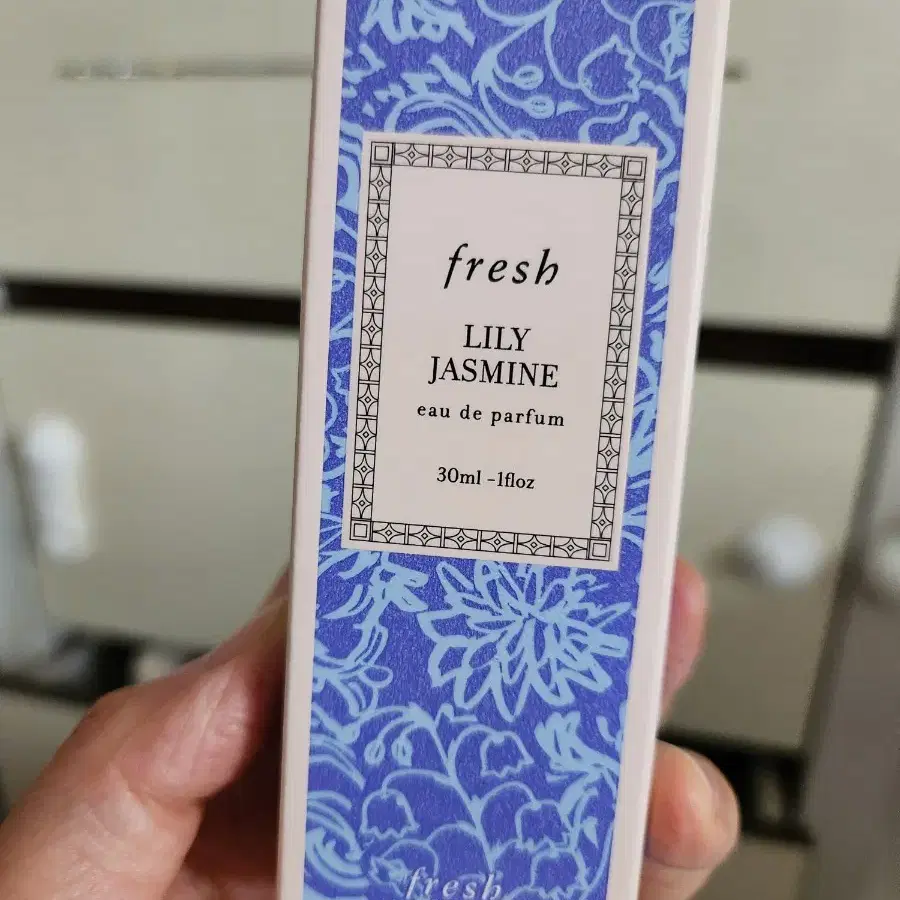 fresh
LILY
JASMINE
eau de parfum
30ml -1floz
fresh